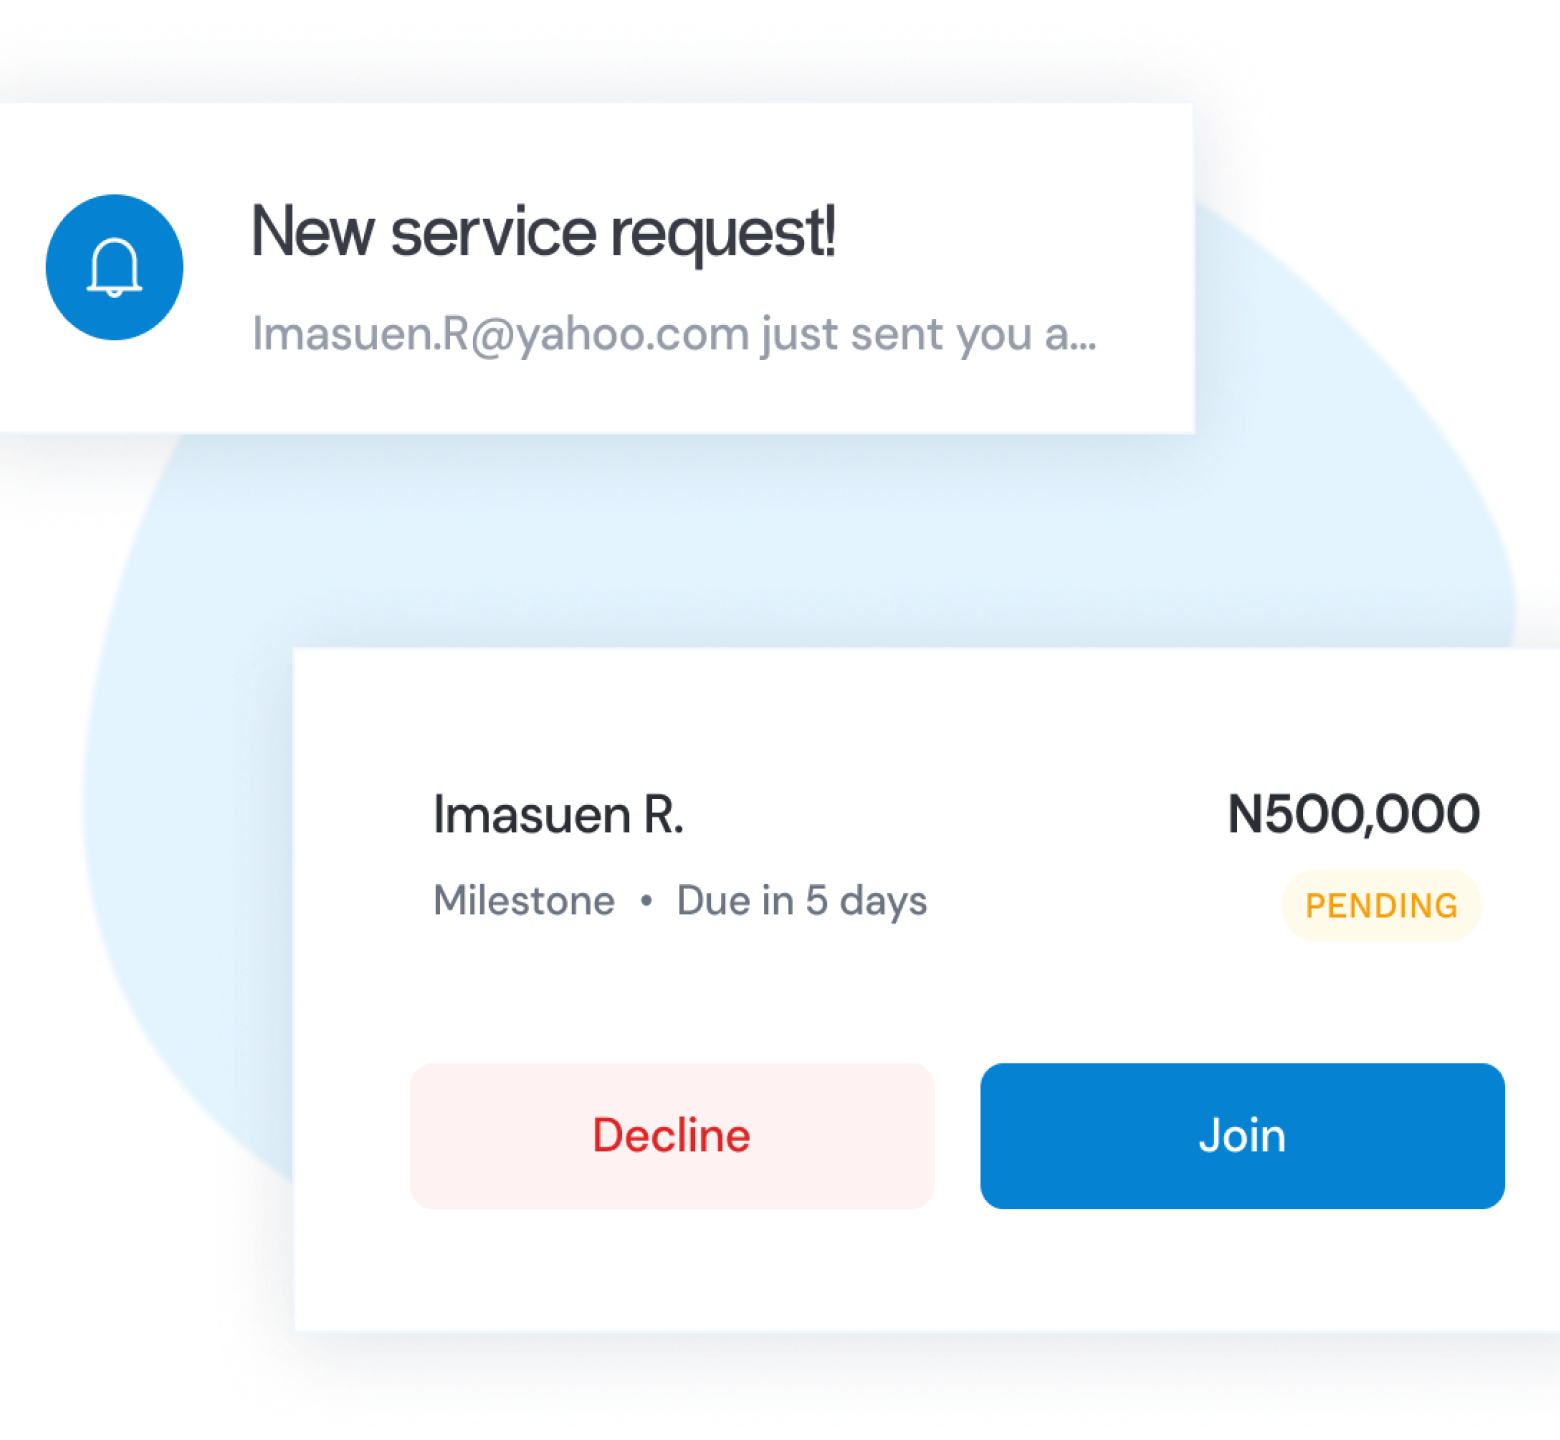 New service request!
Imasuen.R@yahoo.com just sent you a...
Imasuen R.
N500,000
Milestone • Due in 5 days
PENDING
Decline
Join